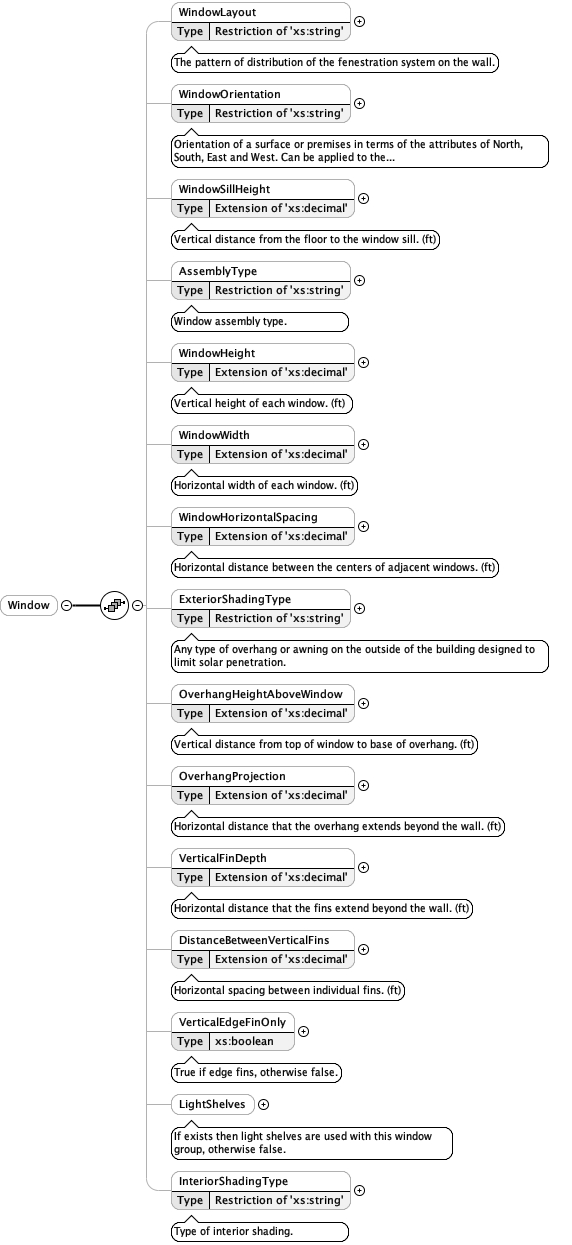 WindowLayout
Type Restriction of 'xs:string'
The pattern of distribution of the fenestration system on the wall.
WindowOrientation
Type Restriction of 'xs:string'
Orientation of a surface or premises in terms of the attributes of North,
South, East and West. Can be applied to the...
WindowSillHeight
Type Extension of 'xs:decimal'
Vertical distance from the floor to the window sill. (ft)
AssemblyType
Type Restriction of 'xs:string'
Window assembly type.
WindowHeight
Type Extension of 'xs:decimal'
Vertical height of each window. (ft)
WindowWidth
Type Extension of 'xs:decimal'
Horizontal width of each window. (ft)
WindowHorizontalSpacing
Type Extension of 'xs:decimal'
Horizontal distance between the centers of adjacent windows. (ft)
Window
ExteriorShadingType
Type Restriction of 'xs:string'
Any type of overhang or awning on the outside of the building designed to
limit solar penetration.
OverhangHeightAboveWindow
Type Extension of 'xs:decimal'
Vertical distance from top of window to base of overhang. (ft)
OverhangProjection
Type Extension of 'xs:decimal'
Horizontal distance that the overhang extends beyond the wall. (ft)
VerticalFinDepth
Type Extension of 'xs:decimal'
Horizontal distance that the fins extend beyond the wall. (ft)
DistanceBetweenVerticalFins
Type Extension of 'xs:decimal'
Horizontal spacing between individual fins. (ft)
VerticalEdgeFinOnly
Type xs:boolean
True if edge fins, otherwise false.
LightShelves
If exists then light shelves are used with this window
group, otherwise false.
InteriorShadingType
Type Restriction of 'xs:string'
Type of interior shading.